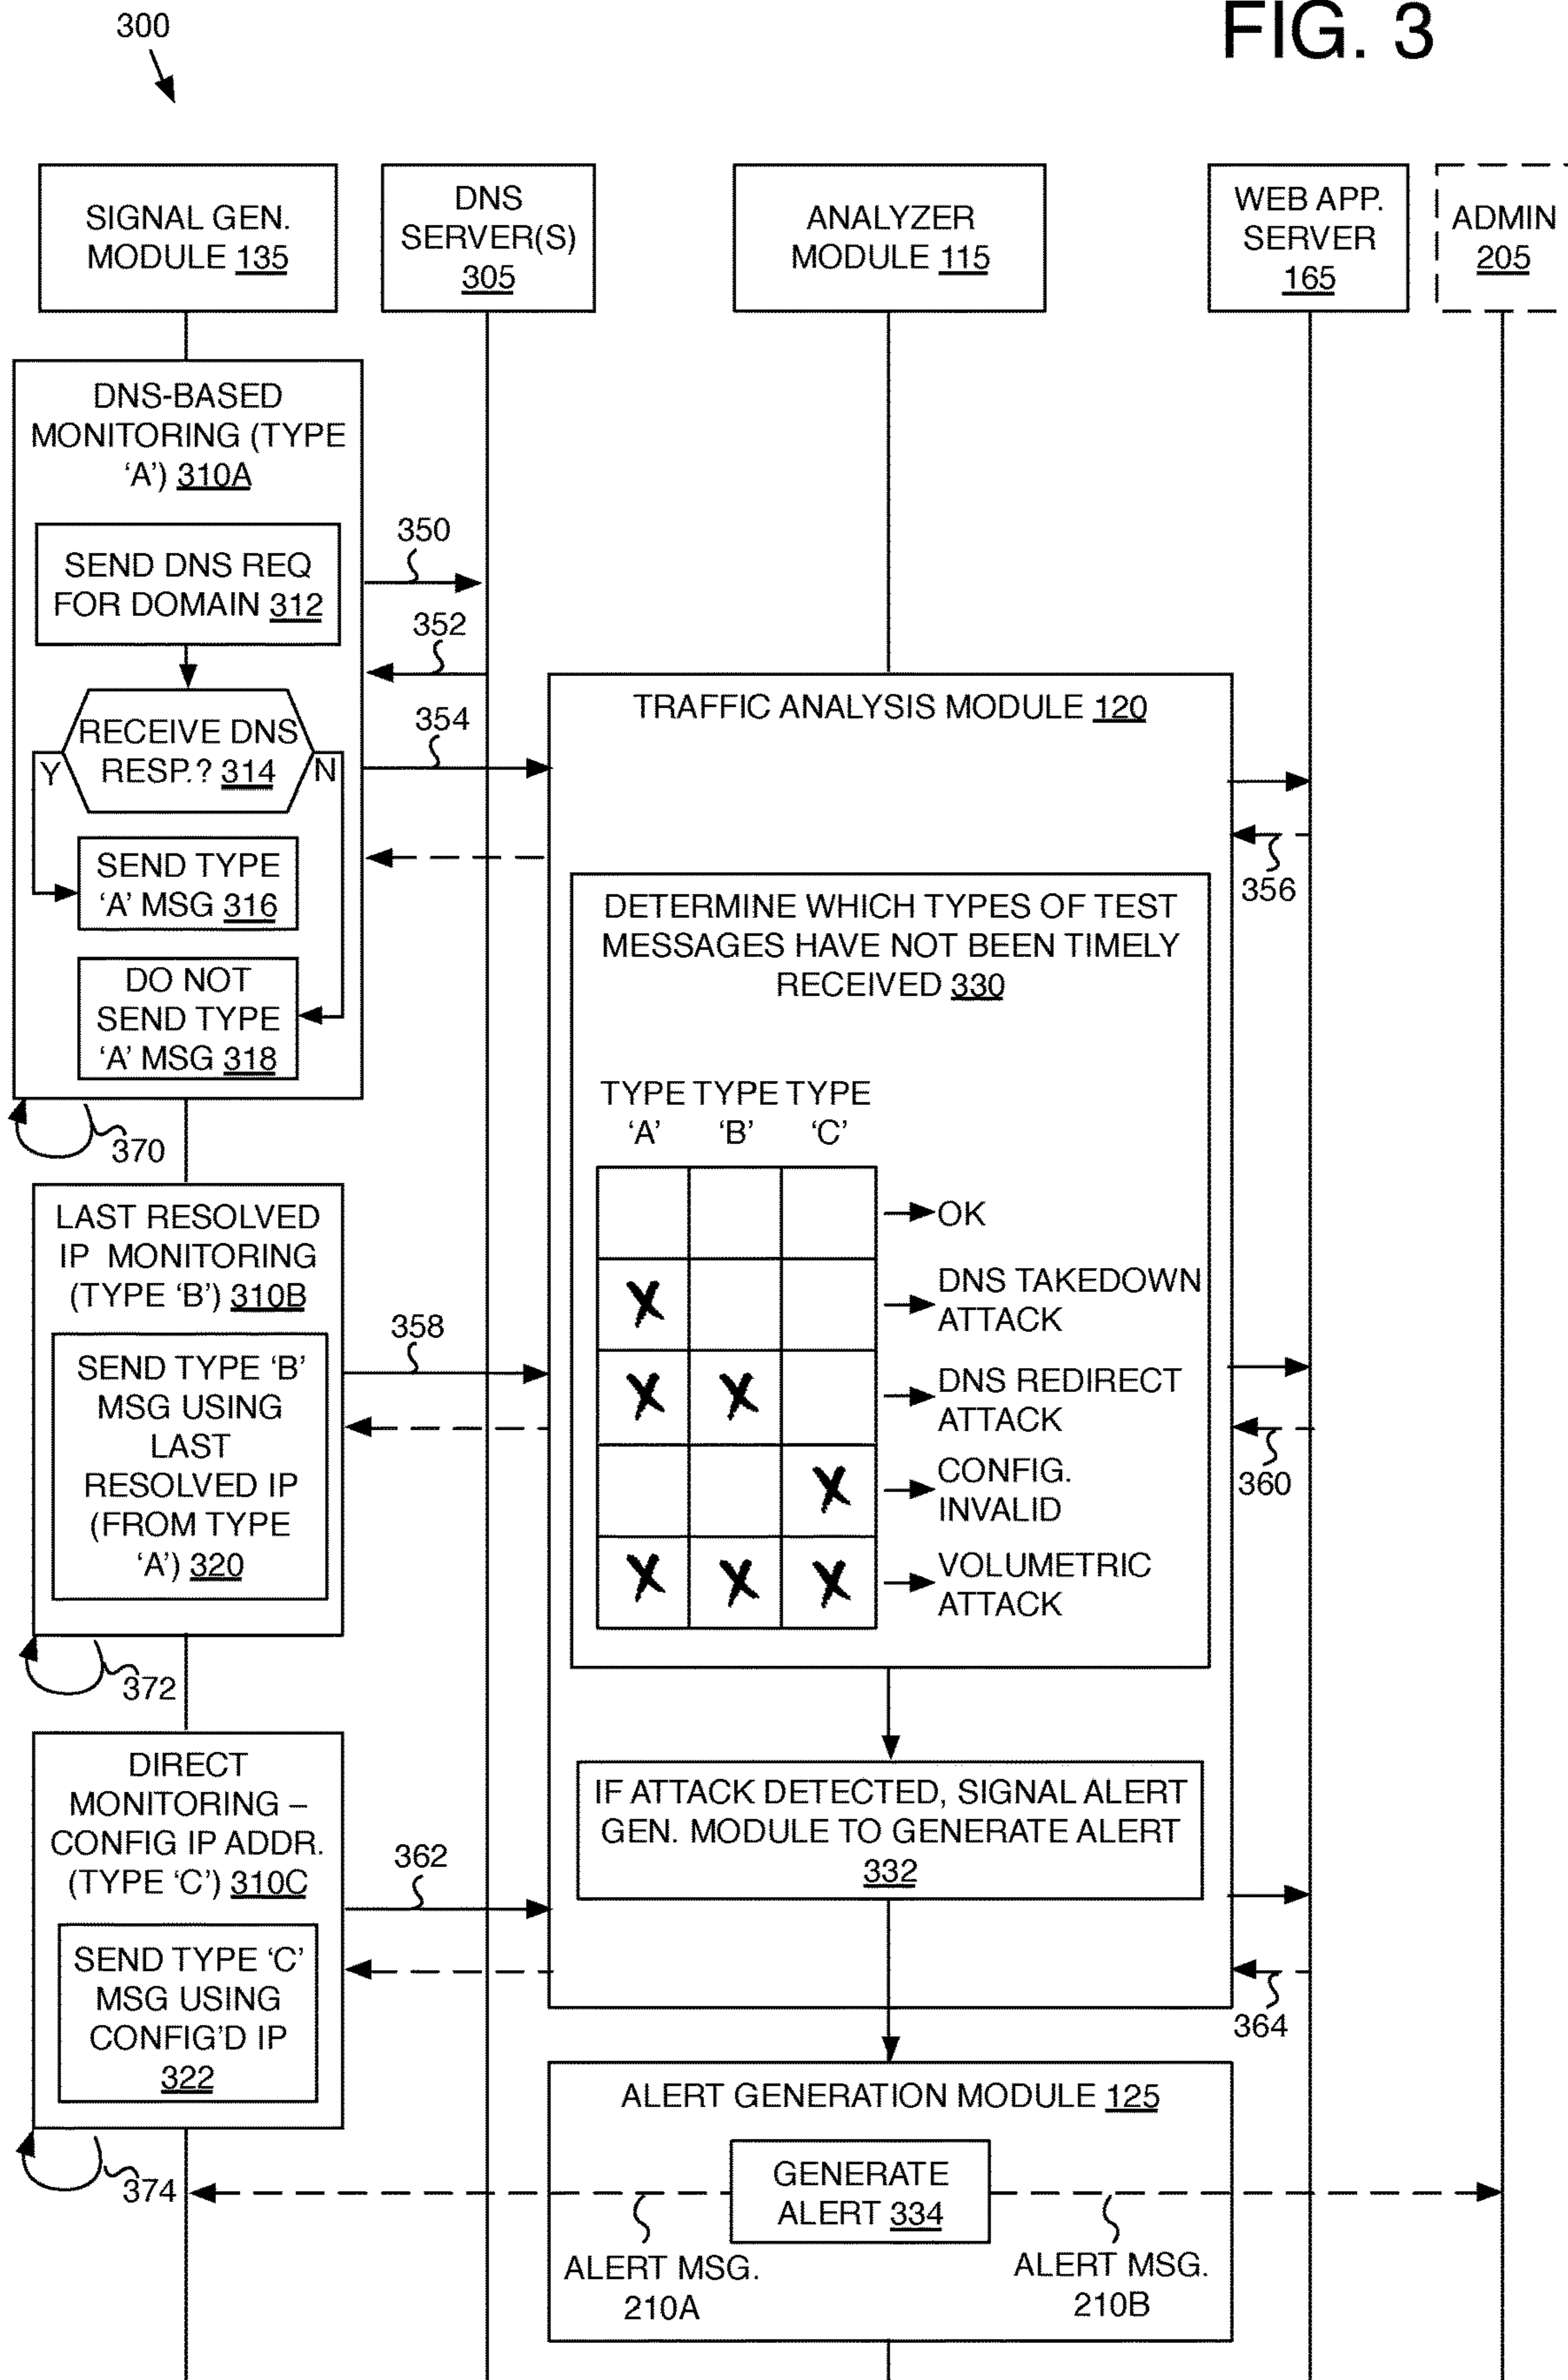 FIG. 3
300
SIGNAL GEN.
MODULE 135
DNS
SERVER(S)
305
ANALYZER
MODULE 115
WEB APP.
SERVER
165
ADMIN
205
DNS-BASED
MONITORING (TYPE
‘A’) 310A
SEND DNS REQ
FOR DOMAIN 312
350
352
RECEIVE DNS
RESP.? 314
Y
N
354
SEND TYPE
‘A’ MSG 316
DO NOT
SEND TYPE
‘A’ MSG 318
370
TRAFFIC ANALYSIS MODULE 120
356
DETERMINE WHICH TYPES OF TEST
MESSAGES HAVE NOT BEEN TIMELY
RECEIVED 330
TYPE TYPE TYPE
‘A’ ‘B’ ‘C’
OK
X
DNS TAKEDOWN
ATTACK
X X
DNS REDIRECT
ATTACK
X
CONFIG.
INVALID
X X X
VOLUMETRIC
ATTACK
LAST RESOLVED
IP MONITORING
(TYPE ‘B’) 310B
SEND TYPE ‘B’
MSG USING
LAST
RESOLVED IP
(FROM TYPE
‘A’) 320
358
360
372
DIRECT
MONITORING –
CONFIG IP ADDR.
(TYPE ‘C’) 310C
SEND TYPE ‘C’
MSG USING
CONFIG’D IP
322
362
364
374
IF ATTACK DETECTED, SIGNAL ALERT
GEN. MODULE TO GENERATE ALERT
332
ALERT GENERATION MODULE 125
GENERATE
ALERT 334
ALERT MSG.
210A
ALERT MSG.
210B